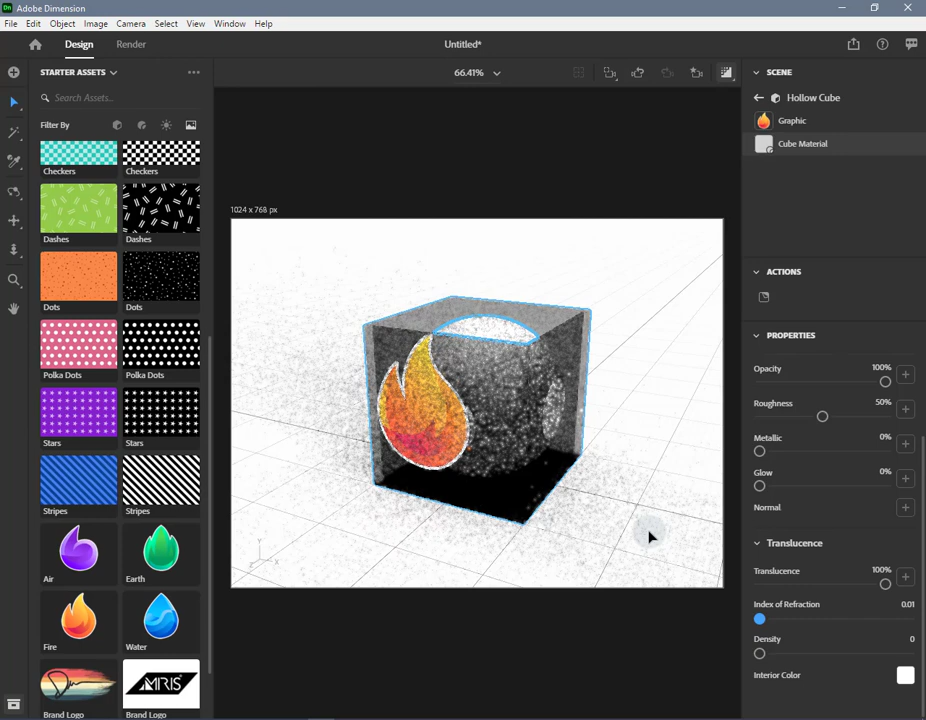 Adobe Dimension
File Edit Object Image Camera Select View Window Help
Design Render Untitled*
STARTER ASSETS
66.41%
SCENE
Search Assets...
Hollow Cube
Filter By
Graphic
Cube Material
Checkers Checkers
1024 x 768 px
Dashes Dashes
ACTIONS
Dots Dots
PROPERTIES
Opacity 100%
Polka Dots Polka Dots
Roughness 50%
Metallic 0%
Stars Stars
Glow 0%
Normal
Stripes Stripes
Translucence
Translucence 100%
Air Earth
Index of Refraction 0.01
Density 0
Fire Water
Interior Color
MRIS
Brand Logo Brand Logo
X
Z
Dn